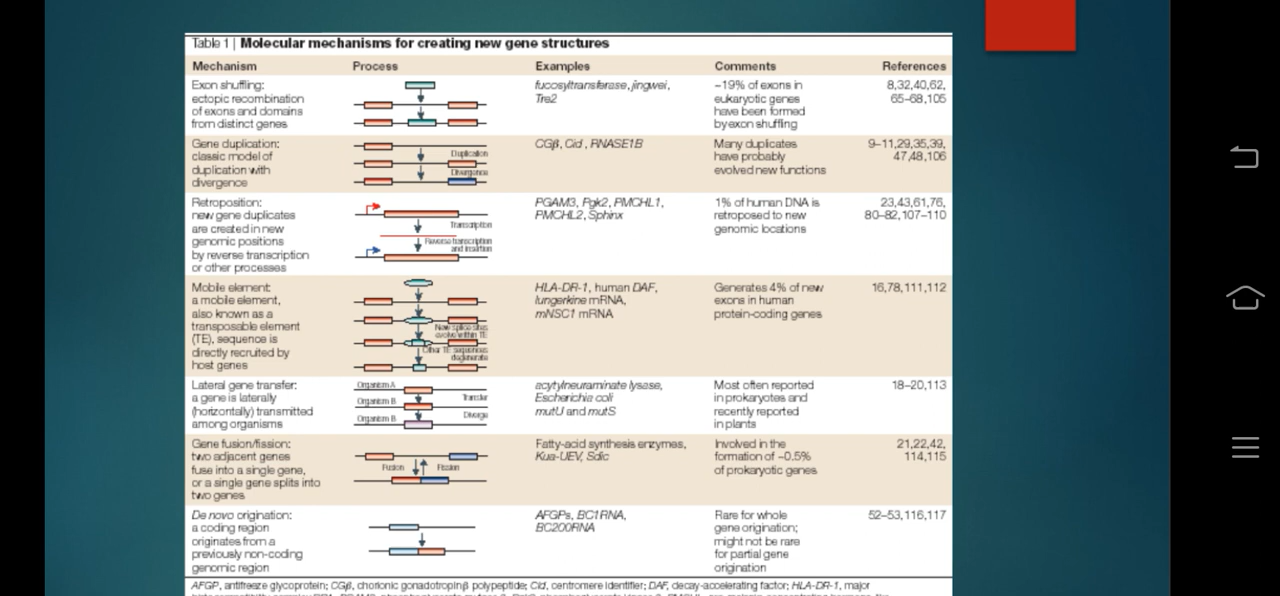 Table 1 | Molecular mechanisms for creating new gene structures
Mechanism Process Examples Comments References
Exon shuffling:
ectopic recombination
of exons and domains
from distinct genes
fucosyltransferase, jingwei,
Tre2
~19% of exons in
eukaryotic genes
have been formed
by exon shuffling
8,32,40,62,
65–68,105
Gene duplication:
classic model of
duplication with
divergence
Duplication
Divergence
CGβ, Cid, RNASE1B
Many duplicates
have probably
evolved new functions
9–11,29,35,39,
47,48,106
Retroposition:
new gene duplicates
are created in new
genomic positions
by reverse transcription
or other processes
Transcription
Reverse transcription
and insertion
PGAM3, Pgk2, PMCHL1,
PMCHL2, Sphinx
1% of human DNA is
retroposed to new
genomic locations
23,43,61,76,
80–82,107–110
Mobile element:
a mobile element,
also known as a
transposable element
(TE), sequence is
directly recruited by
host genes
New splice sites
evolve within TE
Other TE sequences
degenerate
HLA-DR-1, human DAF,
lungerkine mRNA,
mNSC1 mRNA
Generates 4% of new
exons in human
protein-coding genes
16,78,111,112
Lateral gene transfer:
a gene is laterally
(horizontally) transmitted
among organisms
Organism A
Transfer
Organism B
Diverge
Organism B
acytylneuraminate lysase,
Escherichia coli
mutU and mutS
Most often reported
in prokaryotes and
recently reported
in plants
18–20,113
Gene fusion/fission:
two adjacent genes
fuse into a single gene,
or a single gene splits into
two genes
Fusion Fission
Fatty-acid synthesis enzymes,
Kua-UEV, Sdic
Involved in the
formation of ~0.5%
of prokaryotic genes
21,22,42,
114,115
De novo origination:
a coding region
originates from a
previously non-coding
genomic region
AFGPs, BC1RNA,
BC200RNA
Rare for whole
gene origination;
might not be rare
for partial gene
origination
52–53,116,117
AFGP, antifreeze glycoprotein; CGβ, chorionic gonadotropin β polypeptide; Cid, centromere identifier; DAF, decay-accelerating factor; HLA-DR-1, major